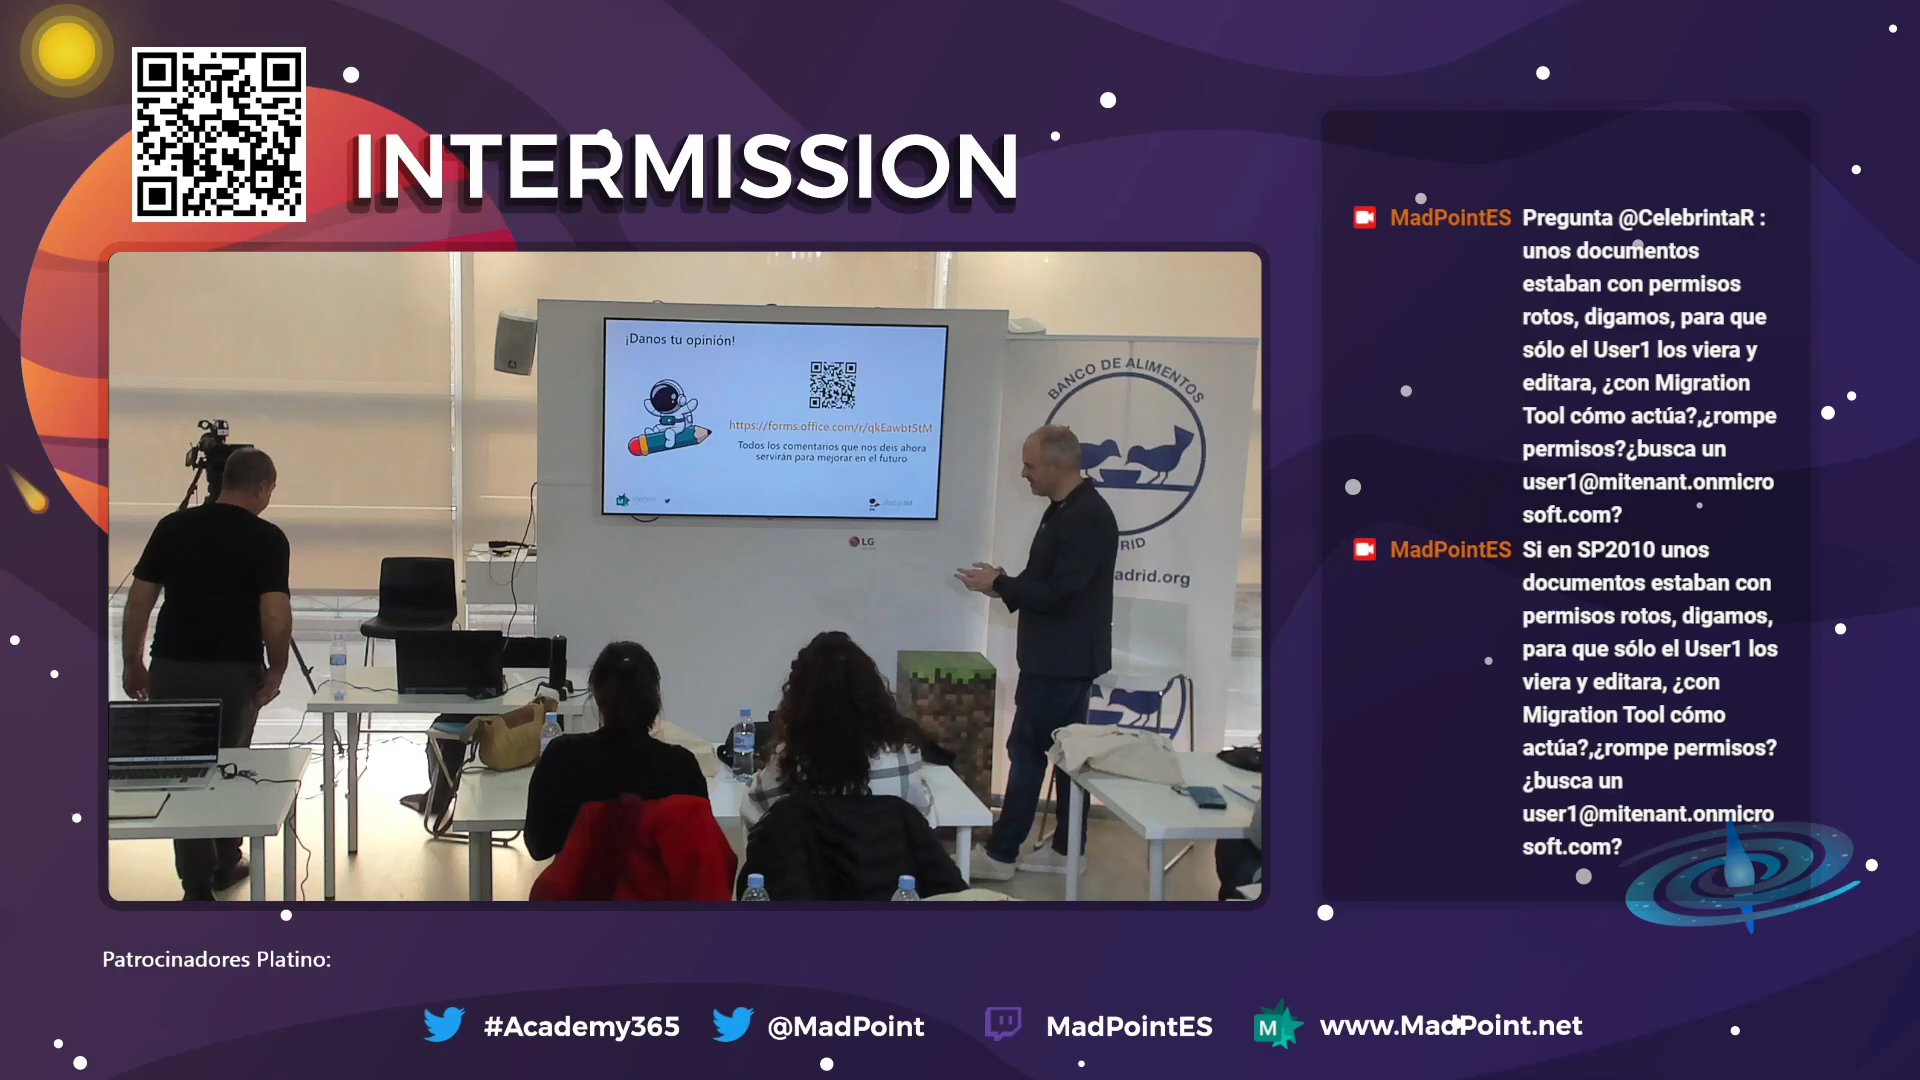 INTERMISSION
¡Danos tu opinión!
https://forms.office.com/r/qkEawbt5tM
Todos los comentarios que nos deis ahora
servirán para mejorar en el futuro
LG
BANCO DE ALIMENTOS
RID
adrid.org
MadPointES Pregunta @CelebrintaR :
unos documentos
estaban con permisos
rotos, digamos, para que
sólo el User1 los viera y
editara, ¿con Migration
Tool cómo actúa?,¿rompe
permisos?¿busca un
user1@mitenant.onmicro
soft.com?
MadPointES Si en SP2010 unos
documentos estaban con
permisos rotos, digamos,
para que sólo el User1 los
viera y editara, ¿con
Migration Tool cómo
actúa?,¿rompe permisos?
¿busca un
user1@mitenant.onmicro
soft.com?
Patrocinadores Platino:
#Academy365 @MadPoint MadPointES M www.MadPoint.net